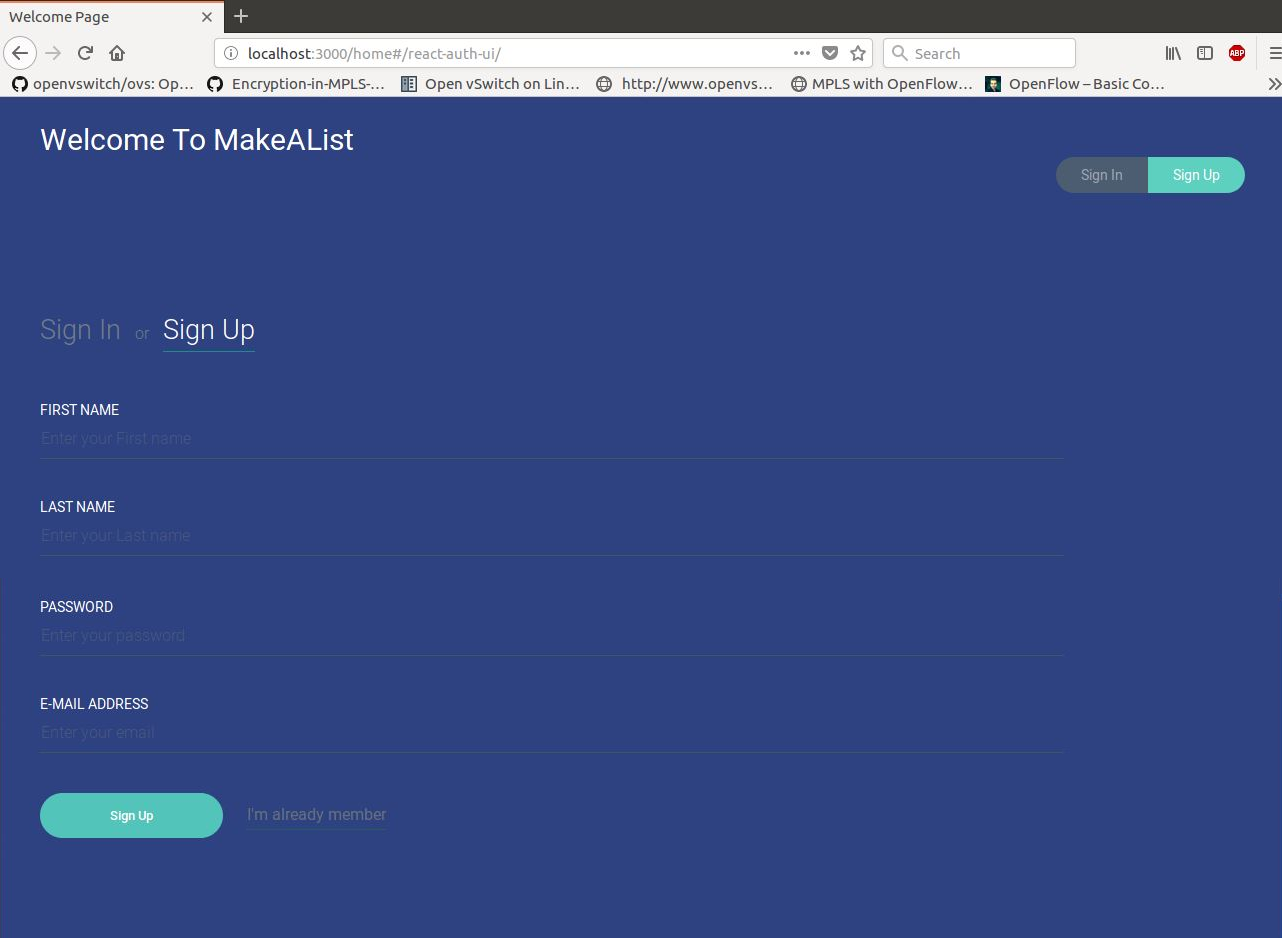 Welcome Page
localhost:3000/home#/react-auth-ui/
Search
ABP
openvswitch/ovs: Op…
Encryption-in-MPLS-…
Open vSwitch on Lin…
http://www.openvs…
MPLS with OpenFlow…
OpenFlow – Basic Co…
Welcome To MakeAList
Sign In Sign Up
Sign In or Sign Up
FIRST NAME
Enter your First name
LAST NAME
Enter your Last name
PASSWORD
Enter your password
E-MAIL ADDRESS
Enter your email
Sign Up I'm already member